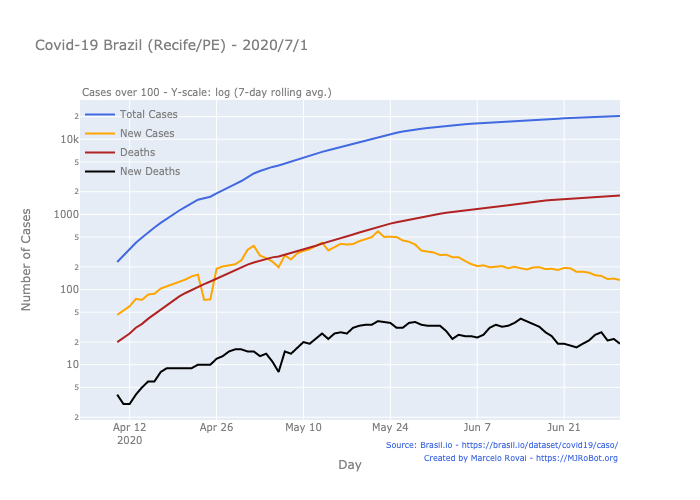 Covid-19 Brazil (Recife/PE) - 2020/7/1
Cases over 100 - Y-scale: log (7-day rolling avg.)
Total Cases
New Cases
Deaths
New Deaths
2
10k
5
2
1000
5
2
100
5
2
10
5
2
Number of Cases
Apr 12
2020
Apr 26
May 10
May 24
Jun 7
Jun 21
Day
Source: Brasil.io - https://brasil.io/dataset/covid19/caso/
Created by Marcelo Rovai - https://MJRoBot.org